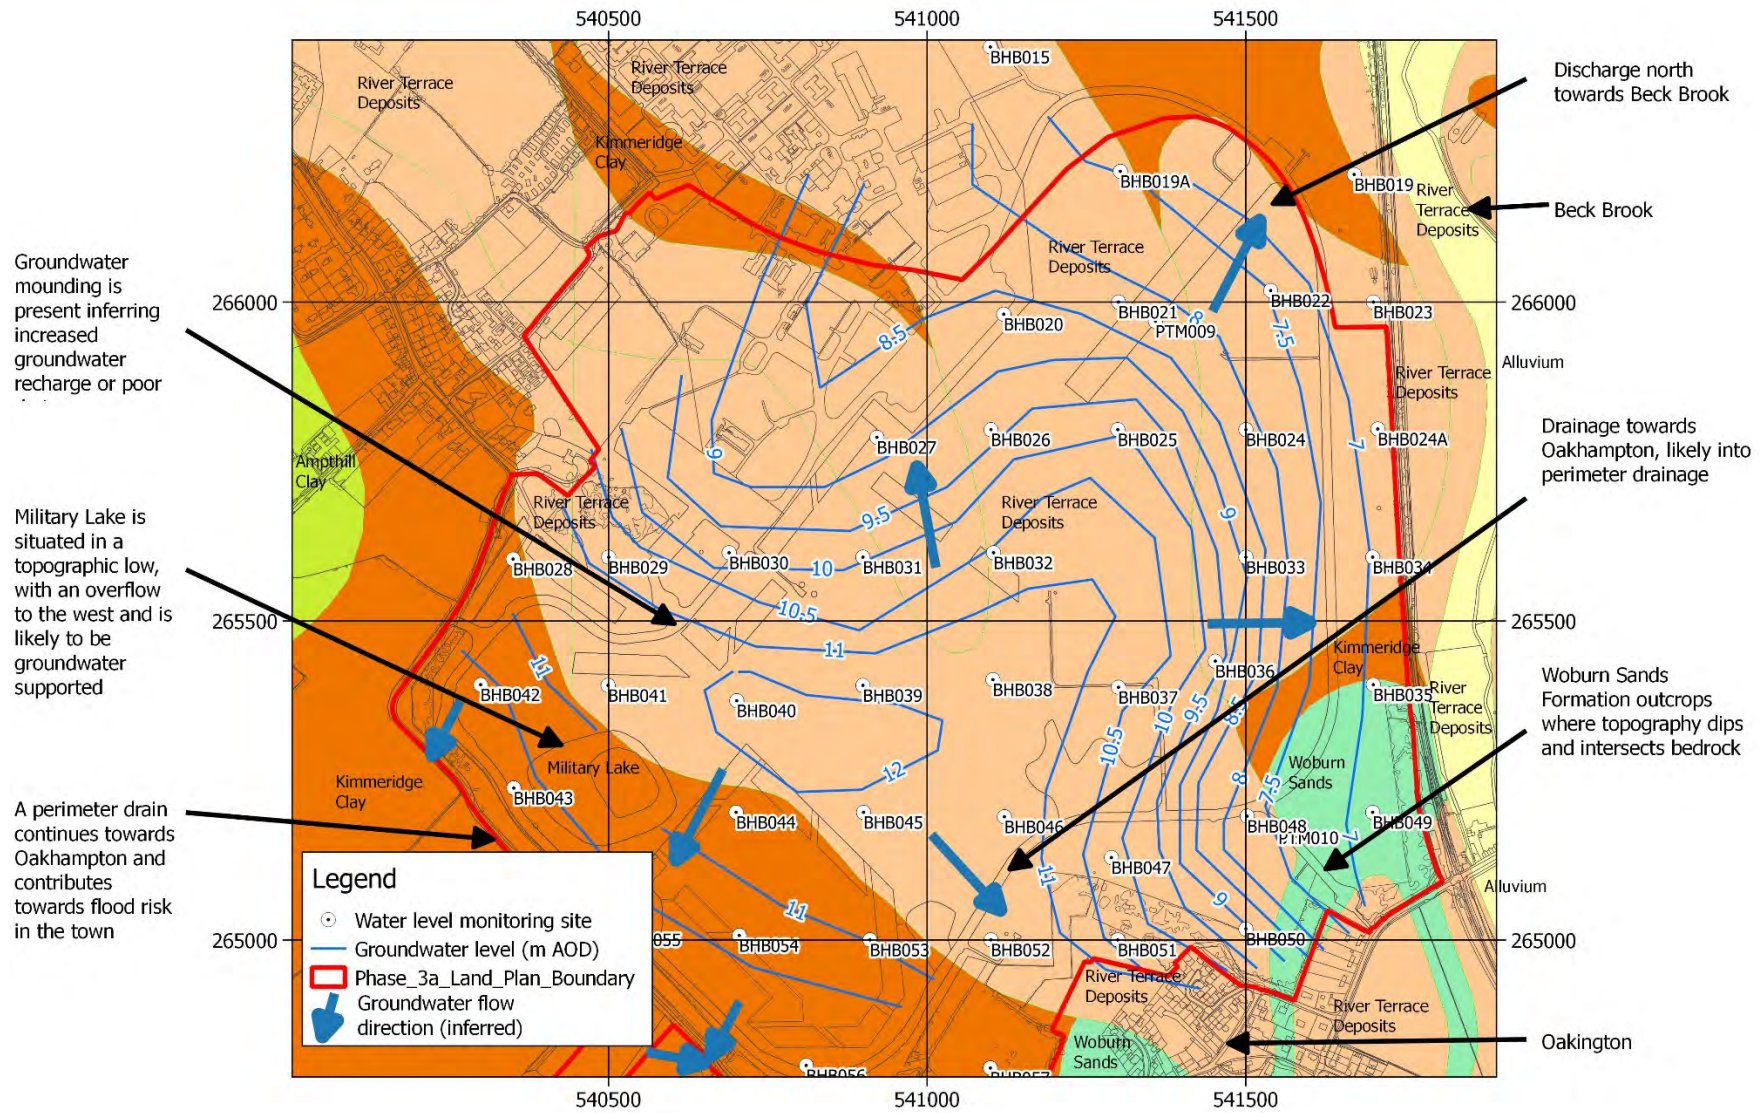 540500
541000
541500
BHB015
River Terrace
Deposits
River Terrace
Deposits
Kimmeridge
Clay
Discharge north
towards Beck Brook
BHB019A
BHB019
River
Terrace
Deposits
Beck Brook
River Terrace
Deposits
Groundwater
mounding is
present inferring
increased
groundwater
recharge or poor
266000
266000
BHB020
BHB021
PTM009
BHB022
BHB023
8.5
8
7.5
River Terrace
Deposits
Alluvium
BHB027
BHB026
BHB025
BHB024
BHB024A
9
7
Drainage towards
Oakhampton, likely into
perimeter drainage
Ampthill
Clay
River Terrace
Deposits
River Terrace
Deposits
9.5
9
Military Lake is
situated in a
topographic low,
with an overflow
to the west and is
likely to be
groundwater
supported
BHB028
BHB029
BHB030
BHB031
BHB032
BHB033
BHB034
10
10.5
265500
265500
11
11
Kimmeridge
Clay
BHB036
BHB042
BHB041
BHB040
BHB039
BHB038
BHB037
BHB035
River
Terrace
Deposits
10.5
10
9.5
8.5
Woburn Sands
Formation outcrops
where topography dips
and intersects bedrock
Military Lake
12
Woburn
Sands
8
7.5
Kimmeridge
Clay
BHB043
BHB044
BHB045
BHB046
BHB048
BHB049
PTM010
7
A perimeter drain
continues towards
Oakhampton and
contributes
towards flood risk
in the town
BHB047
11
9
11
Alluvium
Legend
Water level monitoring site
Groundwater level (m AOD)
Phase_3a_Land_Plan_Boundary
Groundwater flow
direction (inferred)
055
BHB054
BHB053
BHB052
BHB051
BHB050
265000
265000
River Terrace
Deposits
River Terrace
Deposits
Woburn
Sands
Oakington
BHB056
BHB057
540500
541000
541500